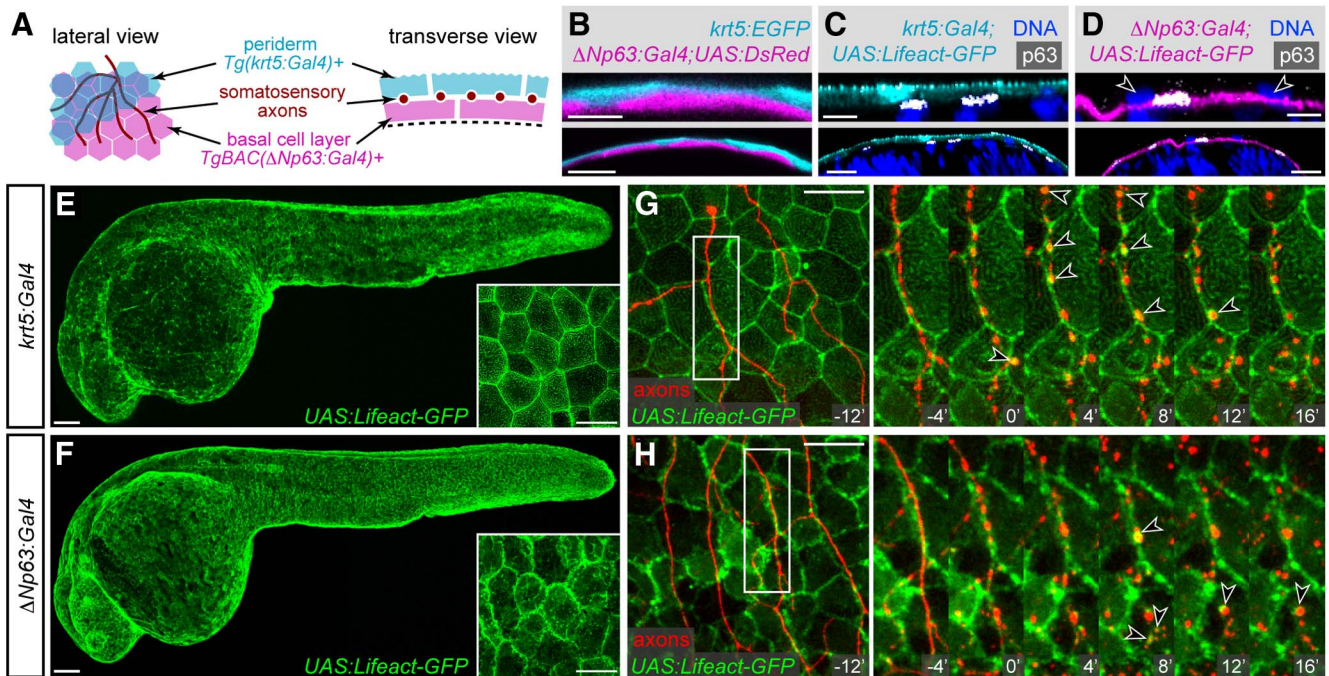 A
lateral view
transverse view
periderm
Tg(krt5:Gal4)+
somatosensory
axons
basal cell layer
TgBAC(ΔNp63:Gal4)+
B
krt5:EGFP
ΔNp63:Gal4;UAS:DsRed
C
krt5:Gal4;
UAS:Lifeact-GFP
DNA
p63
D
ΔNp63:Gal4;
UAS:Lifeact-GFP
DNA
p63
krt5:Gal4
E
UAS:Lifeact-GFP
G
axons
UAS:Lifeact-GFP
-12'
-4'
0'
4'
8'
12'
16'
ΔNp63:Gal4
F
UAS:Lifeact-GFP
H
axons
UAS:Lifeact-GFP
-12'
-4'
0'
4'
8'
12'
16'